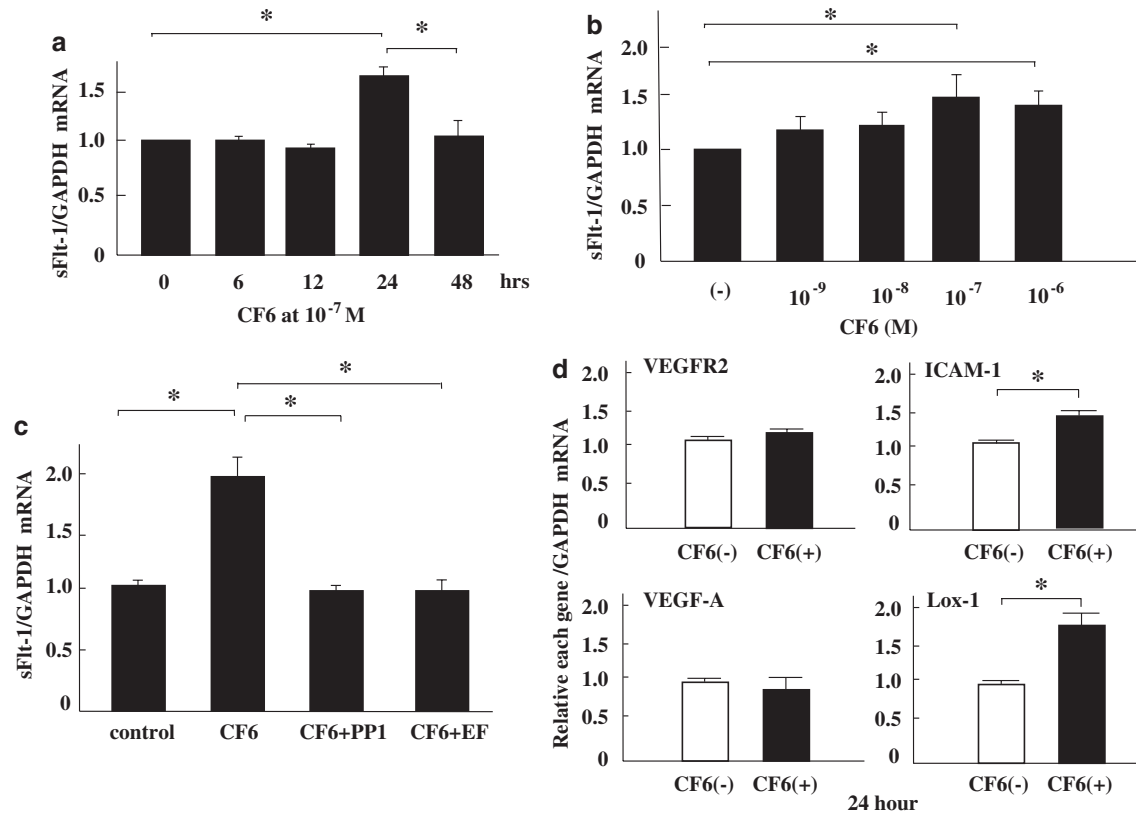 a
*
*
sFlt-1/GAPDH mRNA
1.5
1.0
0.5
0
0 6 12 24 48 hrs
CF6 at 10-7 M
b
*
*
sFlt-1/GAPDH mRNA
2.0
1.5
1.0
0.5
0
(-) 10-9 10-8 10-7 10-6
CF6 (M)
c
*
*
*
sFlt-1/GAPDH mRNA
2.0
1.5
1.0
0.5
0
control CF6 CF6+PP1 CF6+EF
d
Relative each gene /GAPDH mRNA
VEGFR2
2.0
1.5
1.0
0.5
0
CF6(-) CF6(+)
ICAM-1
*
2.0
1.5
1.0
0.5
0
CF6(-) CF6(+)
VEGF-A
2.0
1.0
0.5
0
CF6(-) CF6(+)
Lox-1
*
2.0
1.5
1.0
0.5
0
CF6(-) CF6(+)
24 hour